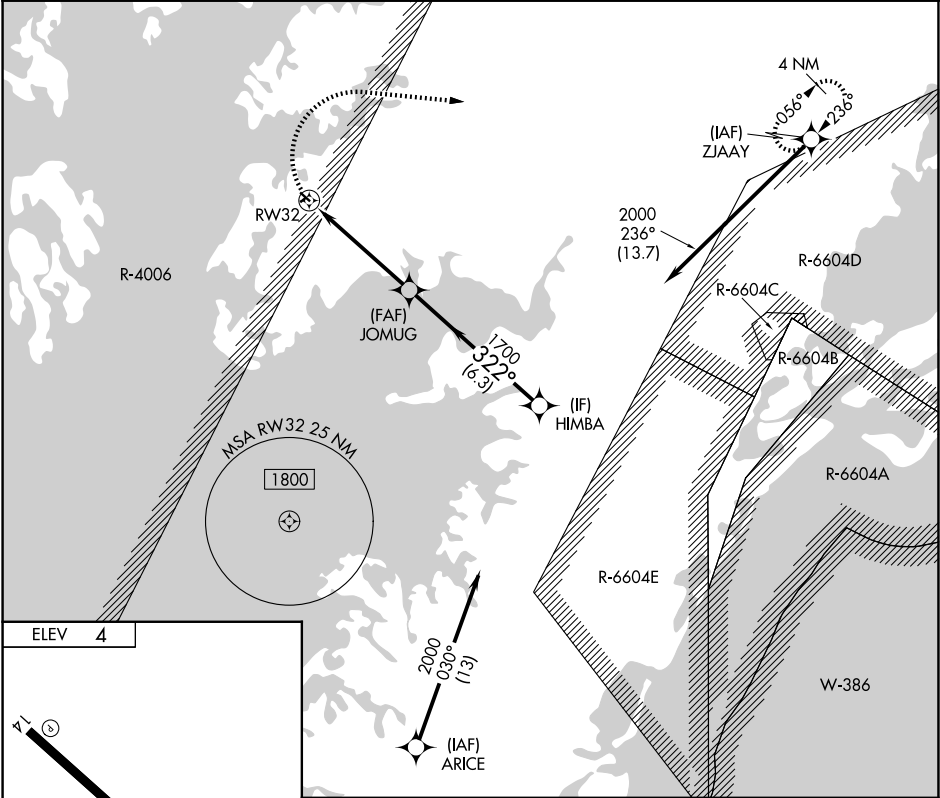 4 NM
056°
236°
(IAF)
ZJAAY
RW32
2000
236°
(13.7)
R-4006
R-6604D
R-6604C
(FAF)
JOMUG
1700
322°
(6.3)
R-6604B
(IF)
HIMBA
MSA RW32 25 NM
1800
R-6604A
R-6604E
2000
030°
(13)
ELEV 4
W-386
14
P
(IAF)
ARICE